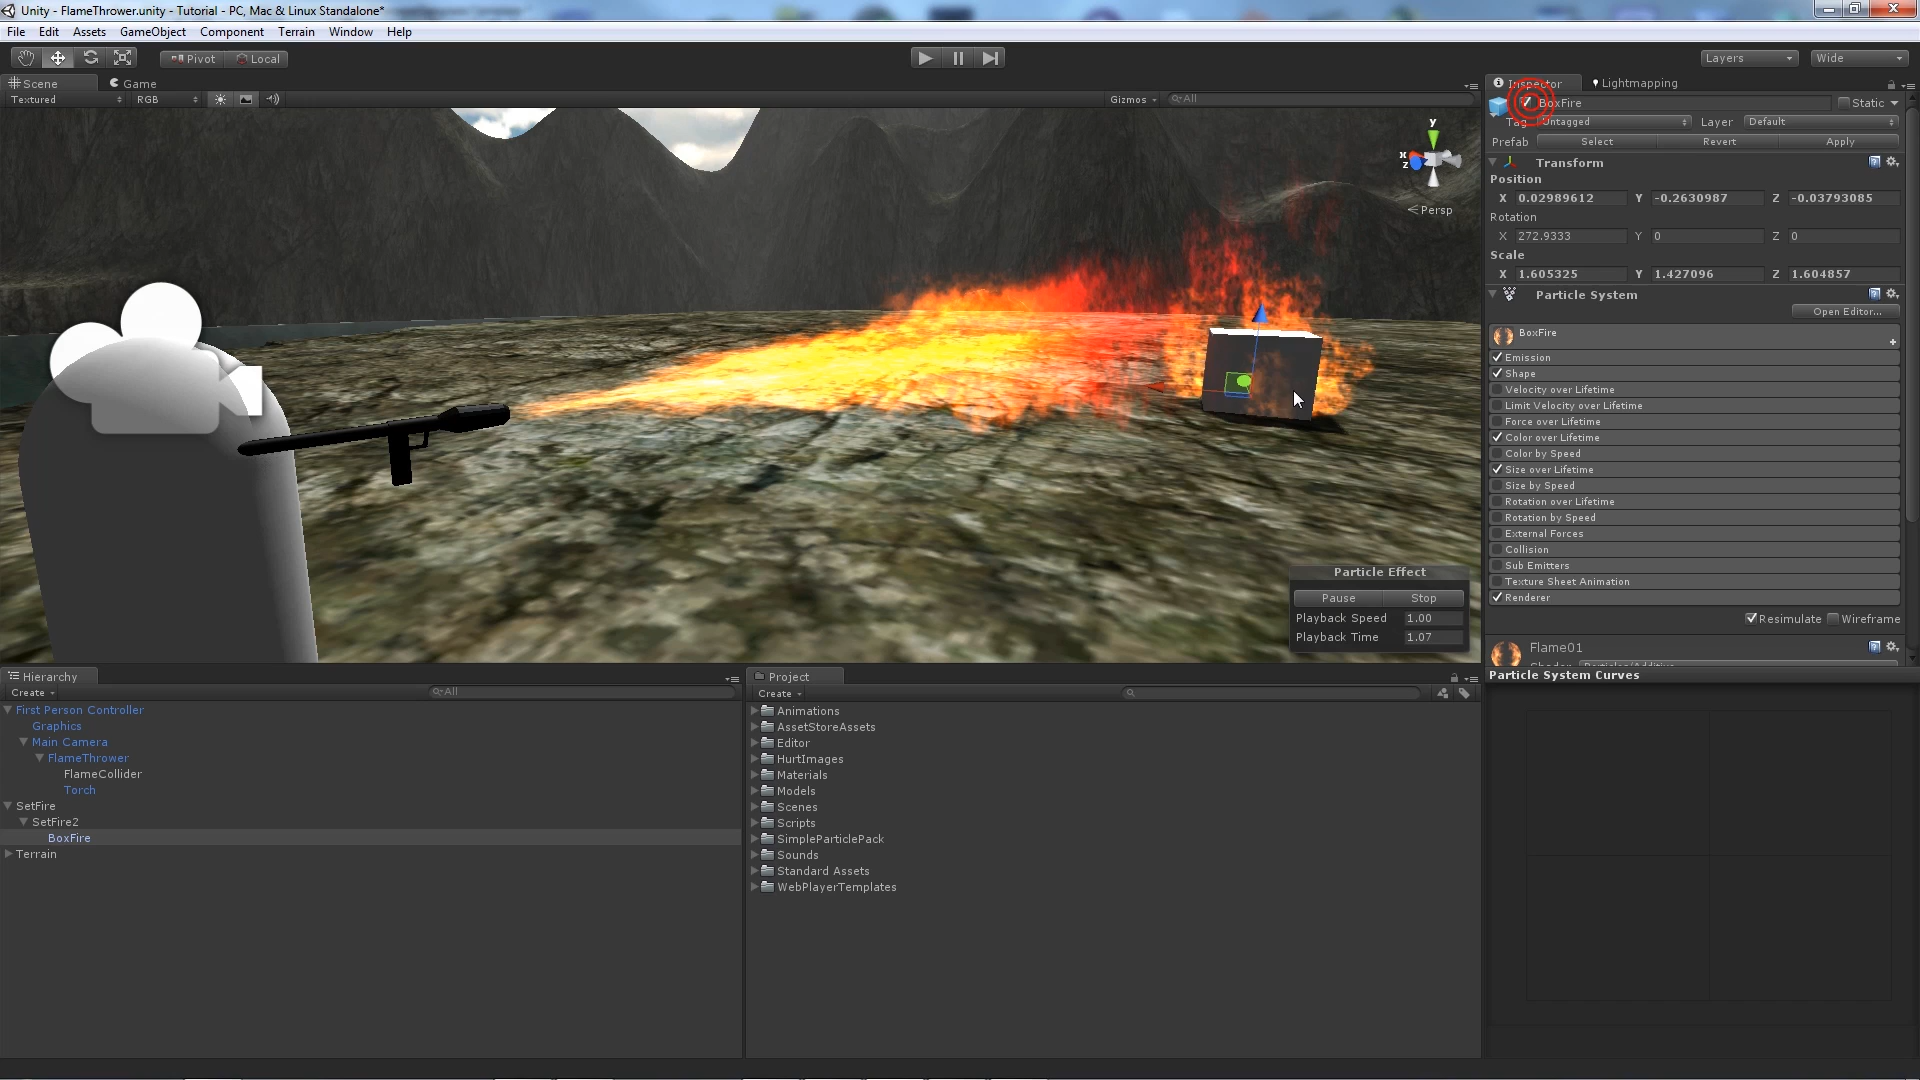 Unity - FlameThrower.unity - Tutorial - PC, Mac & Linux Standalone*
File Edit Assets GameObject Component Terrain Window Help
Pivot Local
Layers Wide
Scene Game
Textured RGB Gizmos All
y
x
z
Persp
Particle Effect
Pause Stop
Playback Speed 1.00
Playback Time 1.07
Hierarchy
Create All
First Person Controller
Graphics
Main Camera
FlameThrower
FlameCollider
Torch
SetFire
SetFire2
BoxFire
Terrain
Project
Create
Animations
AssetStoreAssets
Editor
HurtImages
Materials
Models
Scenes
Scripts
SimpleParticlePack
Sounds
Standard Assets
WebPlayerTemplates
Inspector Lightmapping
BoxFire Static
Tag Untagged Layer Default
Prefab Select Revert Apply
Transform
Position
X 0.02989612 Y -0.2630987 Z -0.03793085
Rotation
X 272.9333 Y 0 Z 0
Scale
X 1.605325 Y 1.427096 Z 1.604857
Particle System
Open Editor...
BoxFire
Emission
Shape
Velocity over Lifetime
Limit Velocity over Lifetime
Force over Lifetime
Color over Lifetime
Color by Speed
Size over Lifetime
Size by Speed
Rotation over Lifetime
Rotation by Speed
External Forces
Collision
Sub Emitters
Texture Sheet Animation
Renderer
Resimulate Wireframe
Flame01
Shader Particles/Additive
Particle System Curves